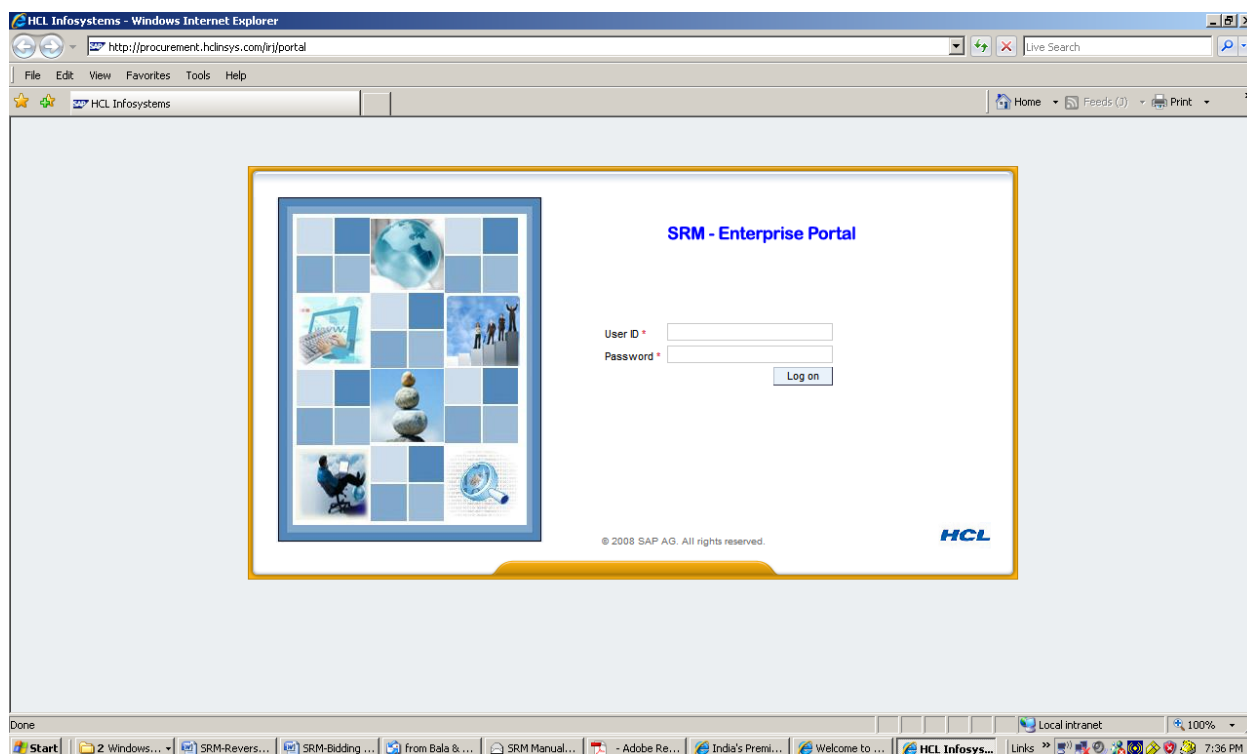 HCL Infosystems - Windows Internet Explorer
http://procurement.hclinsys.com/irj/portal
Live Search
File Edit View Favorites Tools Help
HCL Infosystems
Home Feeds (J) Print
SRM - Enterprise Portal
User ID *
Password *
Log on
© 2008 SAP AG. All rights reserved.
HCL
Done
Local intranet
100%
Start 2 Windows... SRM-Revers... SRM-Bidding ... from Bala & ... SRM Manual... - Adobe Re... India's Premi... Welcome to ... HCL Infosys... Links » 7:36 PM